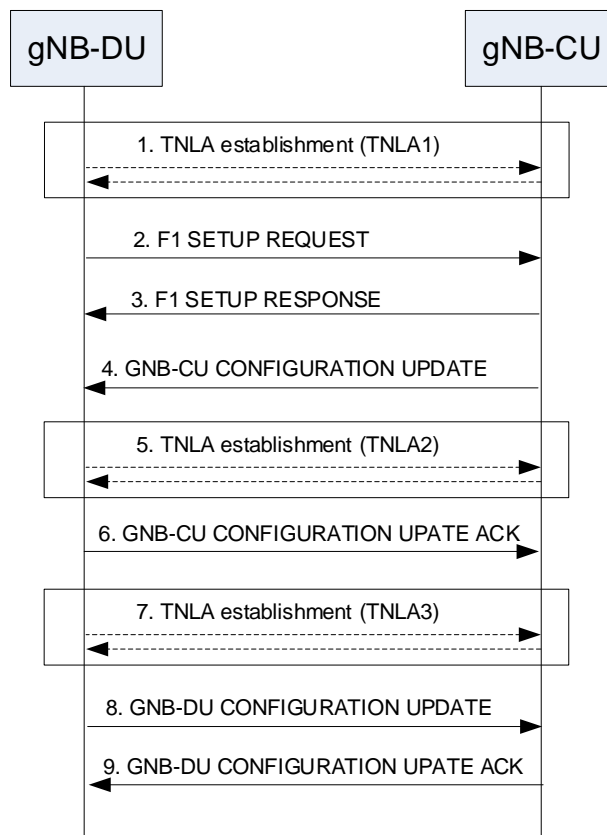 gNB-DU
gNB-CU
1. TNLA establishment (TNLA1)
2. F1 SETUP REQUEST
3. F1 SETUP RESPONSE
4. GNB-CU CONFIGURATION UPDATE
5. TNLA establishment (TNLA2)
6. GNB-CU CONFIGURATION UPATE ACK
7. TNLA establishment (TNLA3)
8. GNB-DU CONFIGURATION UPDATE
9. GNB-DU CONFIGURATION UPATE ACK